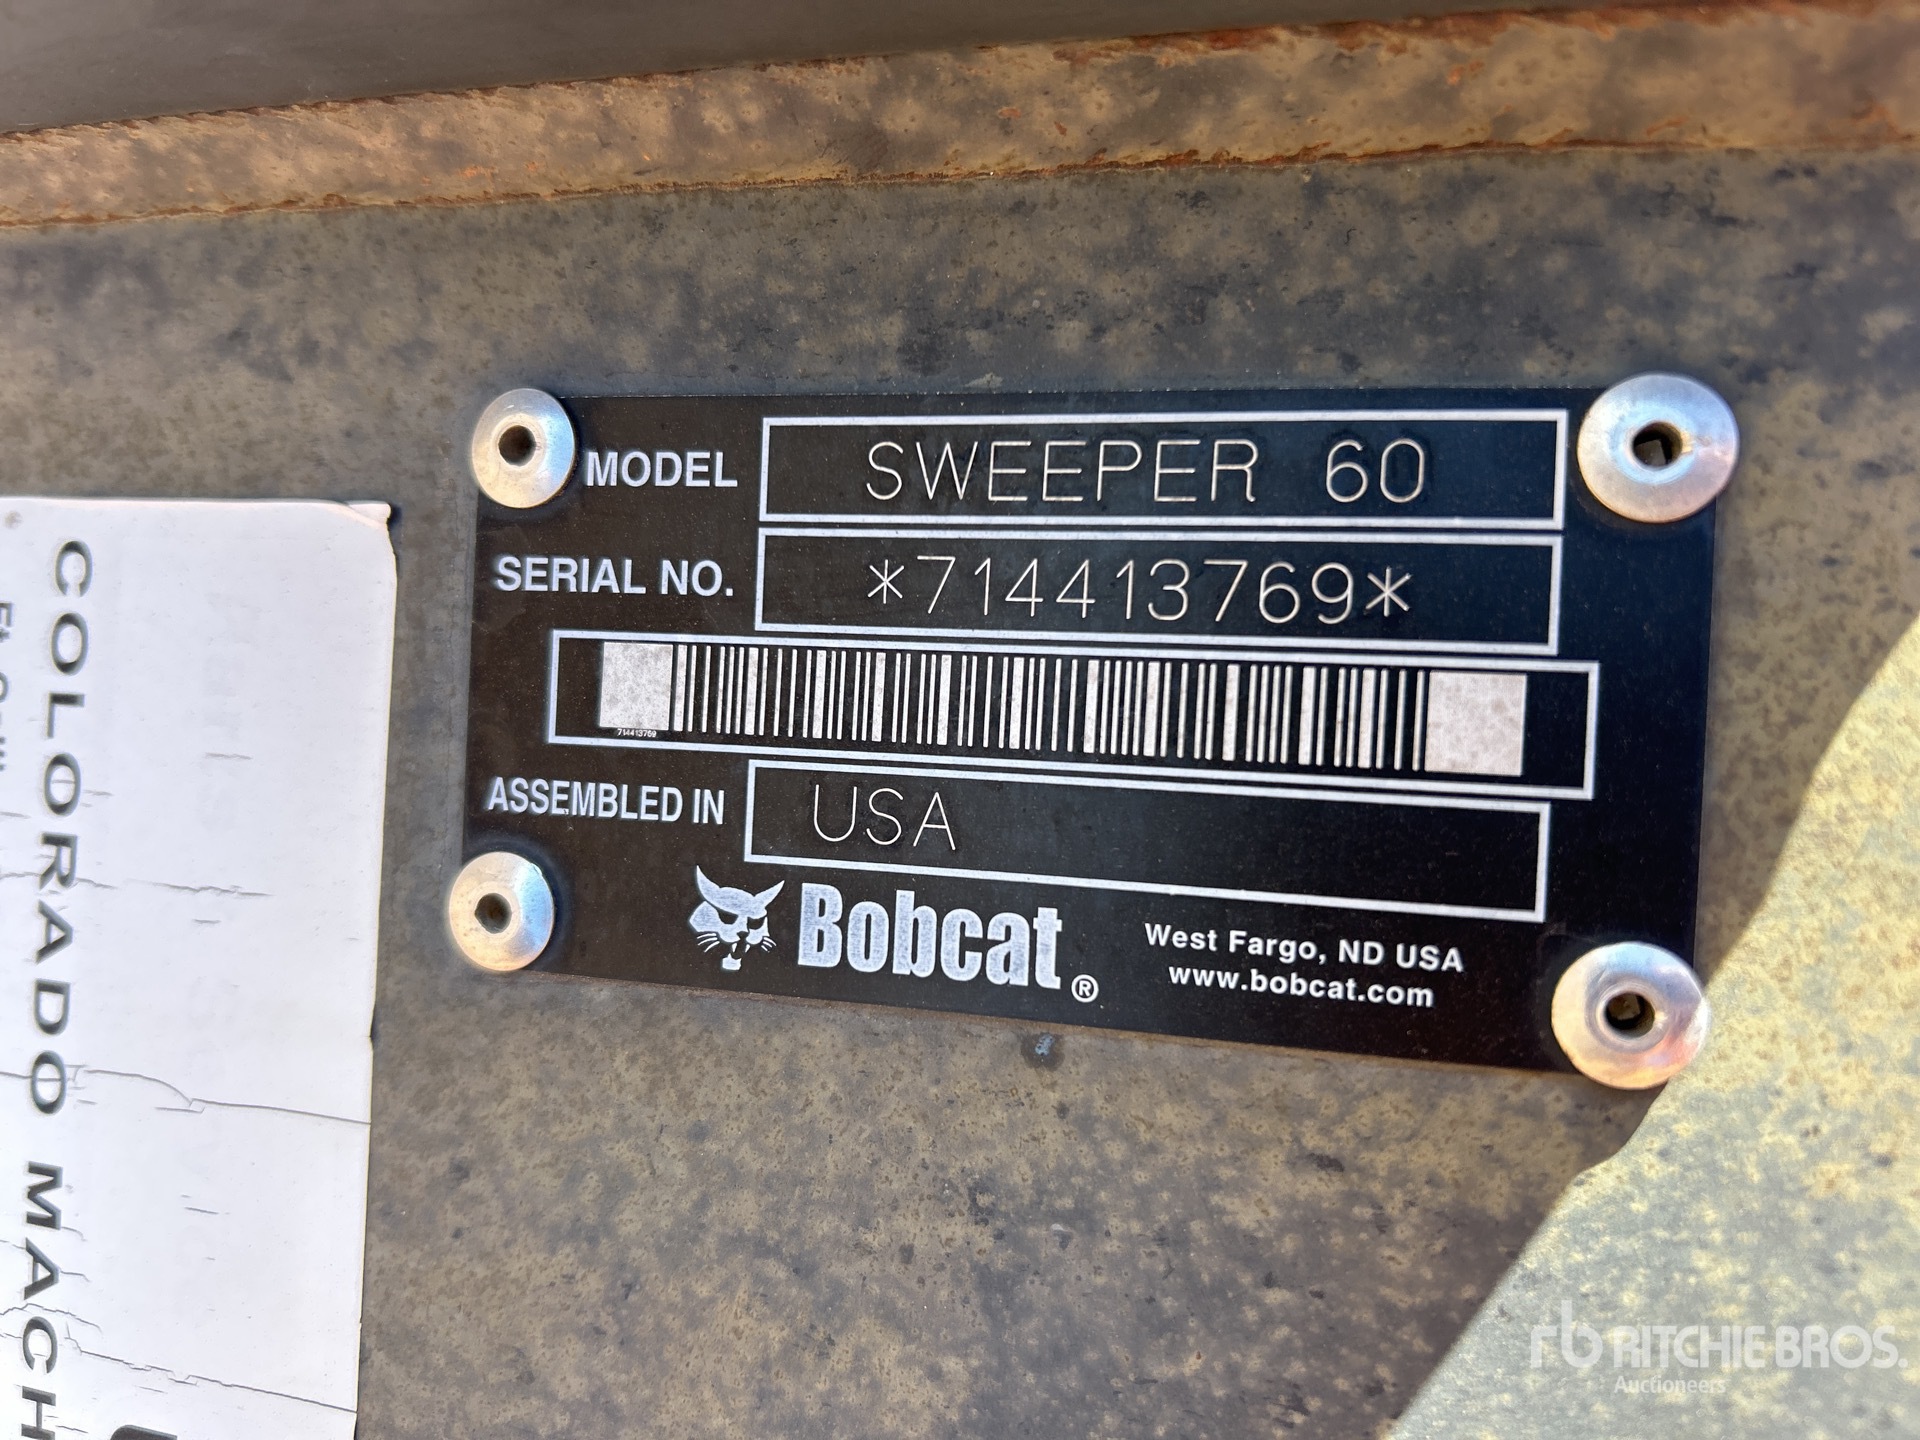 MODEL SWEEPER 60
SERIAL NO. *714413769*
714413769
ASSEMBLED IN USA
Bobcat®
West Fargo, ND USA
www.bobcat.com
COLORADO MACH
rb RITCHIE BROS.
Auctioneers